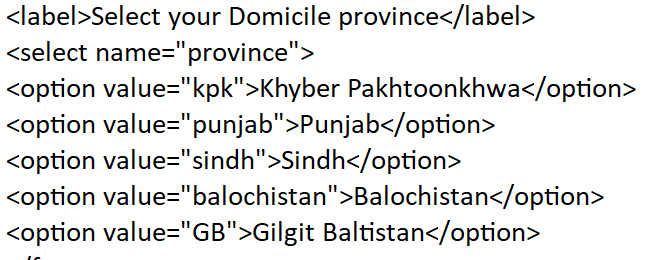 <label>Select your Domicile province</label>
<select name="province">
<option value="kpk">Khyber Pakhtoonkhwa</option>
<option value="punjab">Punjab</option>
<option value="sindh">Sindh</option>
<option value="balochistan">Balochistan</option>
<option value="GB">Gilgit Baltistan</option>